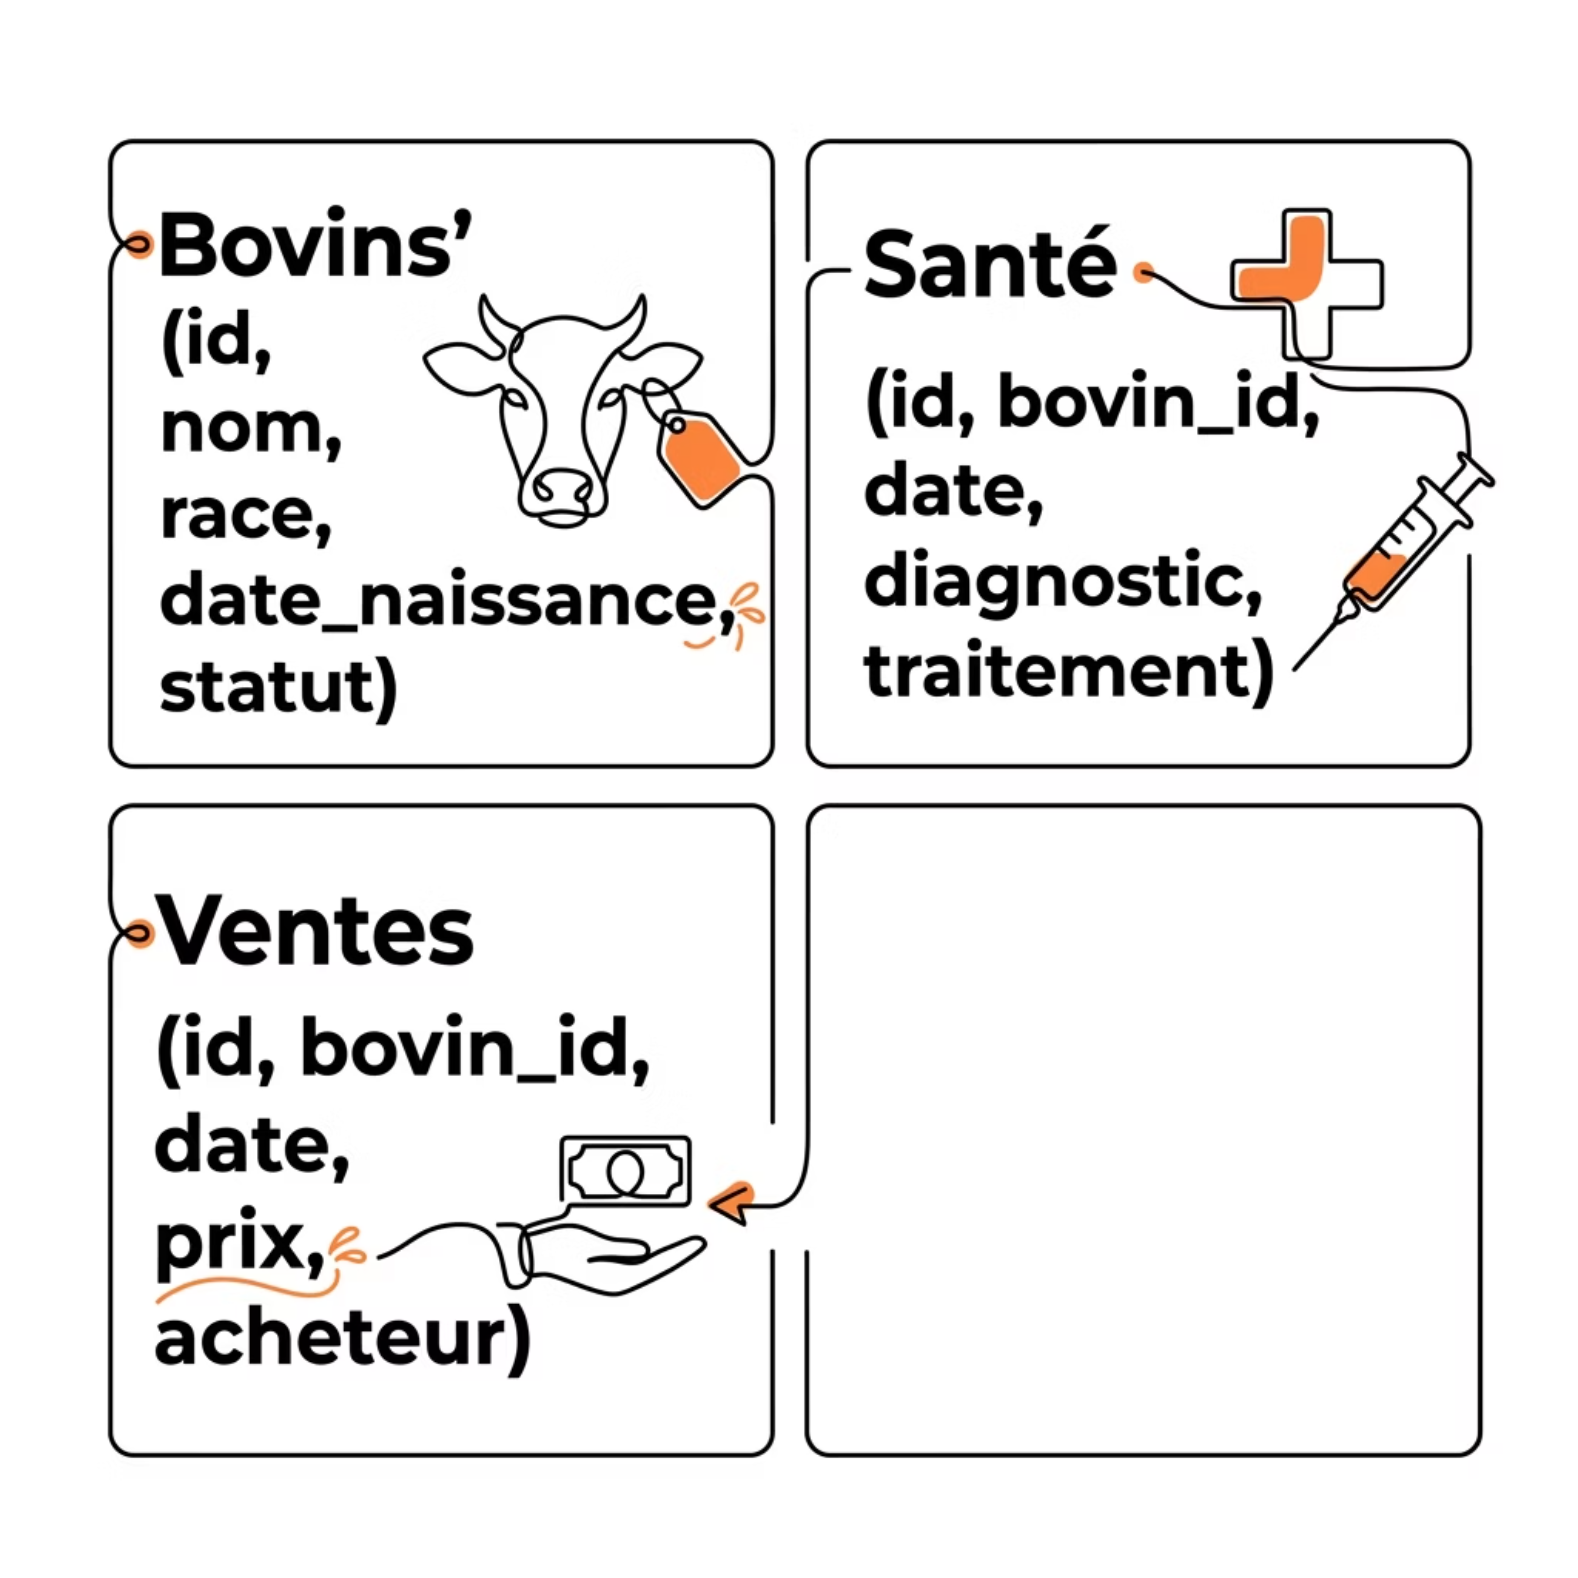 Bovins’
(id,
nom,
race,
date_naissance,
statut)
Santé
(id, bovin_id,
date,
diagnostic,
traitement)
Ventes
(id, bovin_id,
date,
prix,
acheteur)